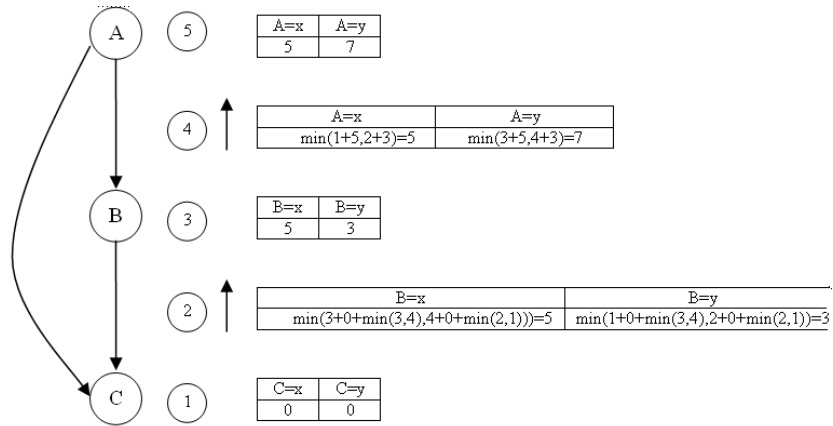 A
5
A=x A=y
5 7
4
A=x A=y
min(1+5,2+3)=5 min(3+5,4+3)=7
B
3
B=x B=y
5 3
2
B=x B=y
min(3+0+min(3,4),4+0+min(2,1)))=5 min(1+0+min(3,4),2+0+min(2,1))=3
C
1
C=x C=y
0 0